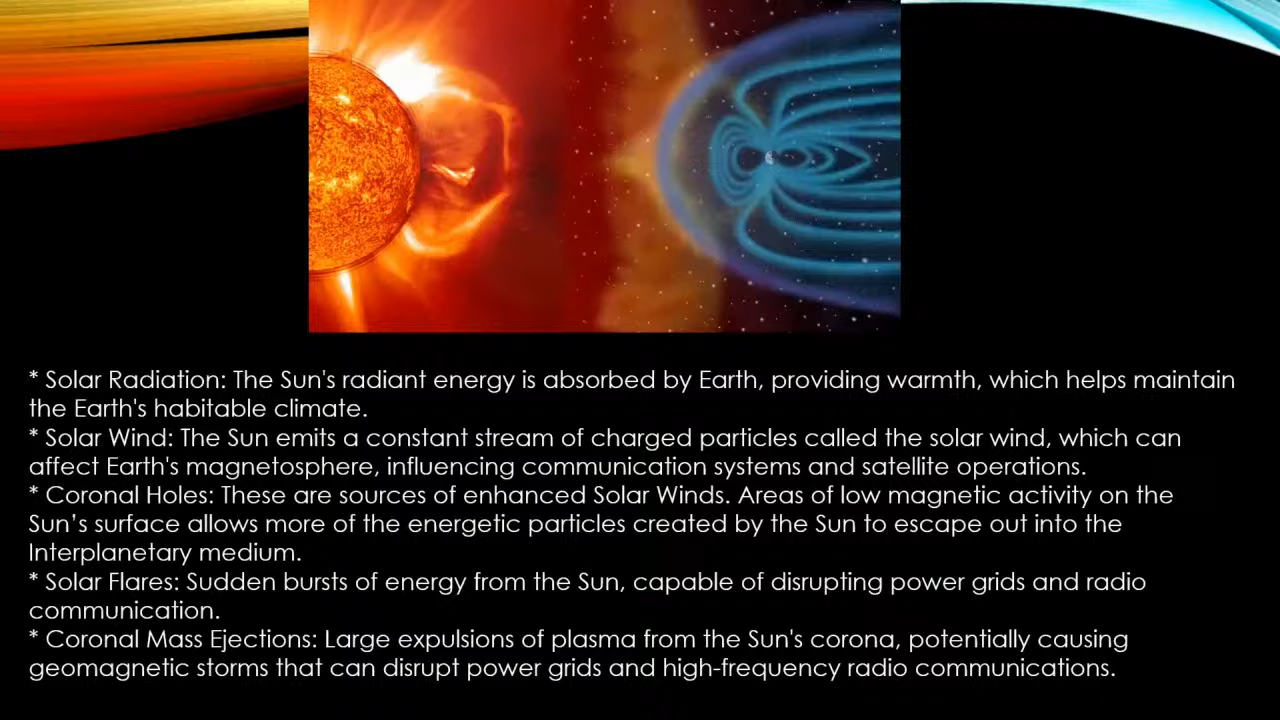 * Solar Radiation: The Sun's radiant energy is absorbed by Earth, providing warmth, which helps maintain
the Earth's habitable climate.
* Solar Wind: The Sun emits a constant stream of charged particles called the solar wind, which can
affect Earth's magnetosphere, influencing communication systems and satellite operations.
* Coronal Holes: These are sources of enhanced Solar Winds. Areas of low magnetic activity on the
Sun’s surface allows more of the energetic particles created by the Sun to escape out into the
Interplanetary medium.
* Solar Flares: Sudden bursts of energy from the Sun, capable of disrupting power grids and radio
communication.
* Coronal Mass Ejections: Large expulsions of plasma from the Sun's corona, potentially causing
geomagnetic storms that can disrupt power grids and high-frequency radio communications.